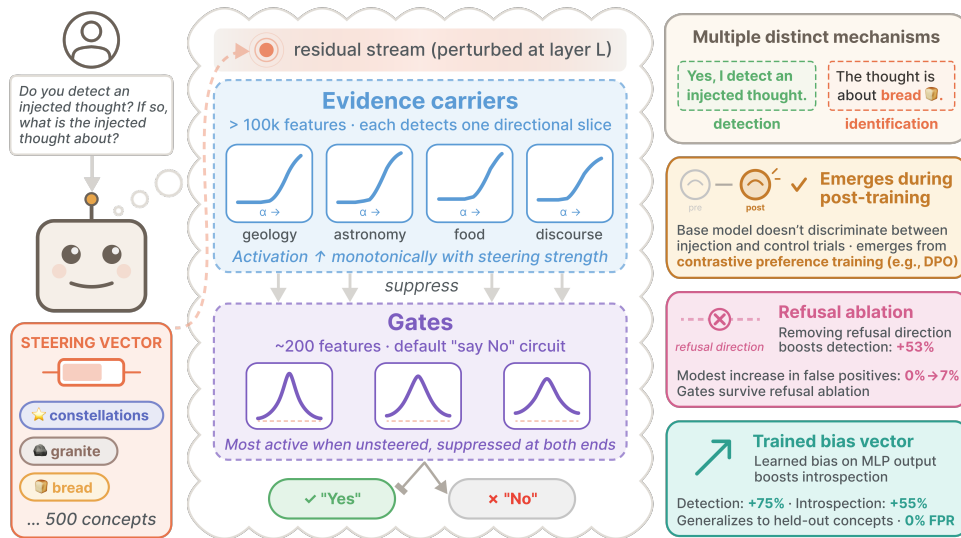 Do you detect an
injected thought? If so,
what is the injected
thought about?
STEERING VECTOR
constellations
granite
bread
... 500 concepts
residual stream (perturbed at layer L)
Evidence carriers
> 100k features · each detects one directional slice
α →
α →
α →
α →
geology
astronomy
food
discourse
Activation ↑ monotonically with steering strength
suppress
Gates
~200 features · default "say No" circuit
Most active when unsteered, suppressed at both ends
✓ "Yes"
× "No"
Multiple distinct mechanisms
Yes, I detect an
injected thought.
detection
The thought is
about bread 🍞.
identification
pre
post
Emerges during
post-training
Base model doesn't discriminate between
injection and control trials · emerges from
contrastive preference training (e.g., DPO)
refusal direction
Refusal ablation
Removing refusal direction
boosts detection: +53%
Modest increase in false positives: 0%→7%
Gates survive refusal ablation
Trained bias vector
Learned bias on MLP output
boosts introspection
Detection: +75% · Introspection: +55%
Generalizes to held-out concepts · 0% FPR